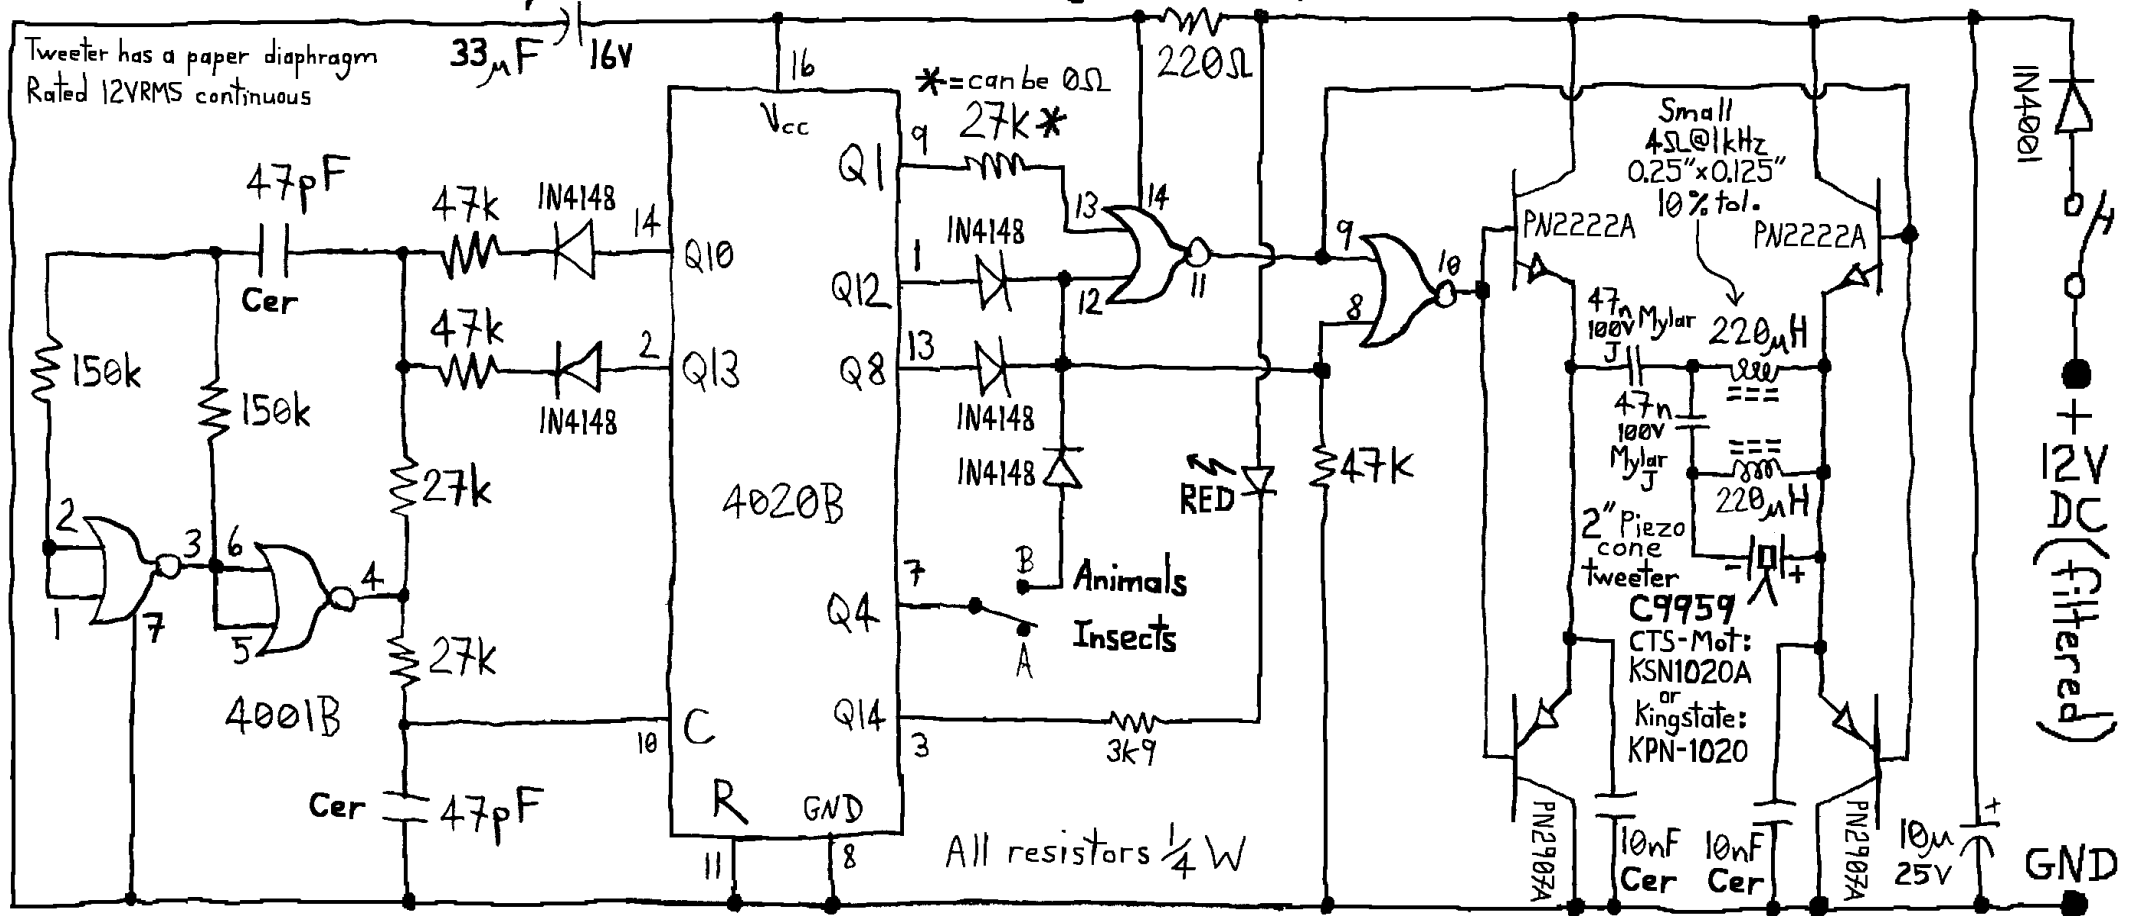 Tweeter has a paper diaphragm
Rated 12VRMS continuous
33μF
16V
16
Vcc
*=can be 0Ω
27k*
220Ω
47pF
Cer
47k
1N4148
14
Q10
47k
2
Q13
1N4148
150k
150k
27k
2
1
7
3
6
5
4
4001B
27k
10
C
Cer
47pF
R
11
GND
8
4020B
Q1
9
Q12
1
1N4148
Q8
13
1N4148
1N4148
Q4
7
B
Animals
Insects
A
Q14
3
3k9
13
14
12
11
RED
47k
9
8
10
All resistors 1/4 W
PN2222A
Small
4Ω@1kHz
0.25"x0.125"
10% tol.
PN2222A
47n
100V Mylar
J
220μH
47n
100V
Mylar
J
220μH
2" Piezo
cone
tweeter
- +
C9959
CTS-Mot:
KSN1020A
or
Kingstate:
KPN-1020
PN2907A
10nF
Cer
10nF
Cer
PN2907A
+
10μ
25V
1N4001
+
12V
DC (filtered)
GND